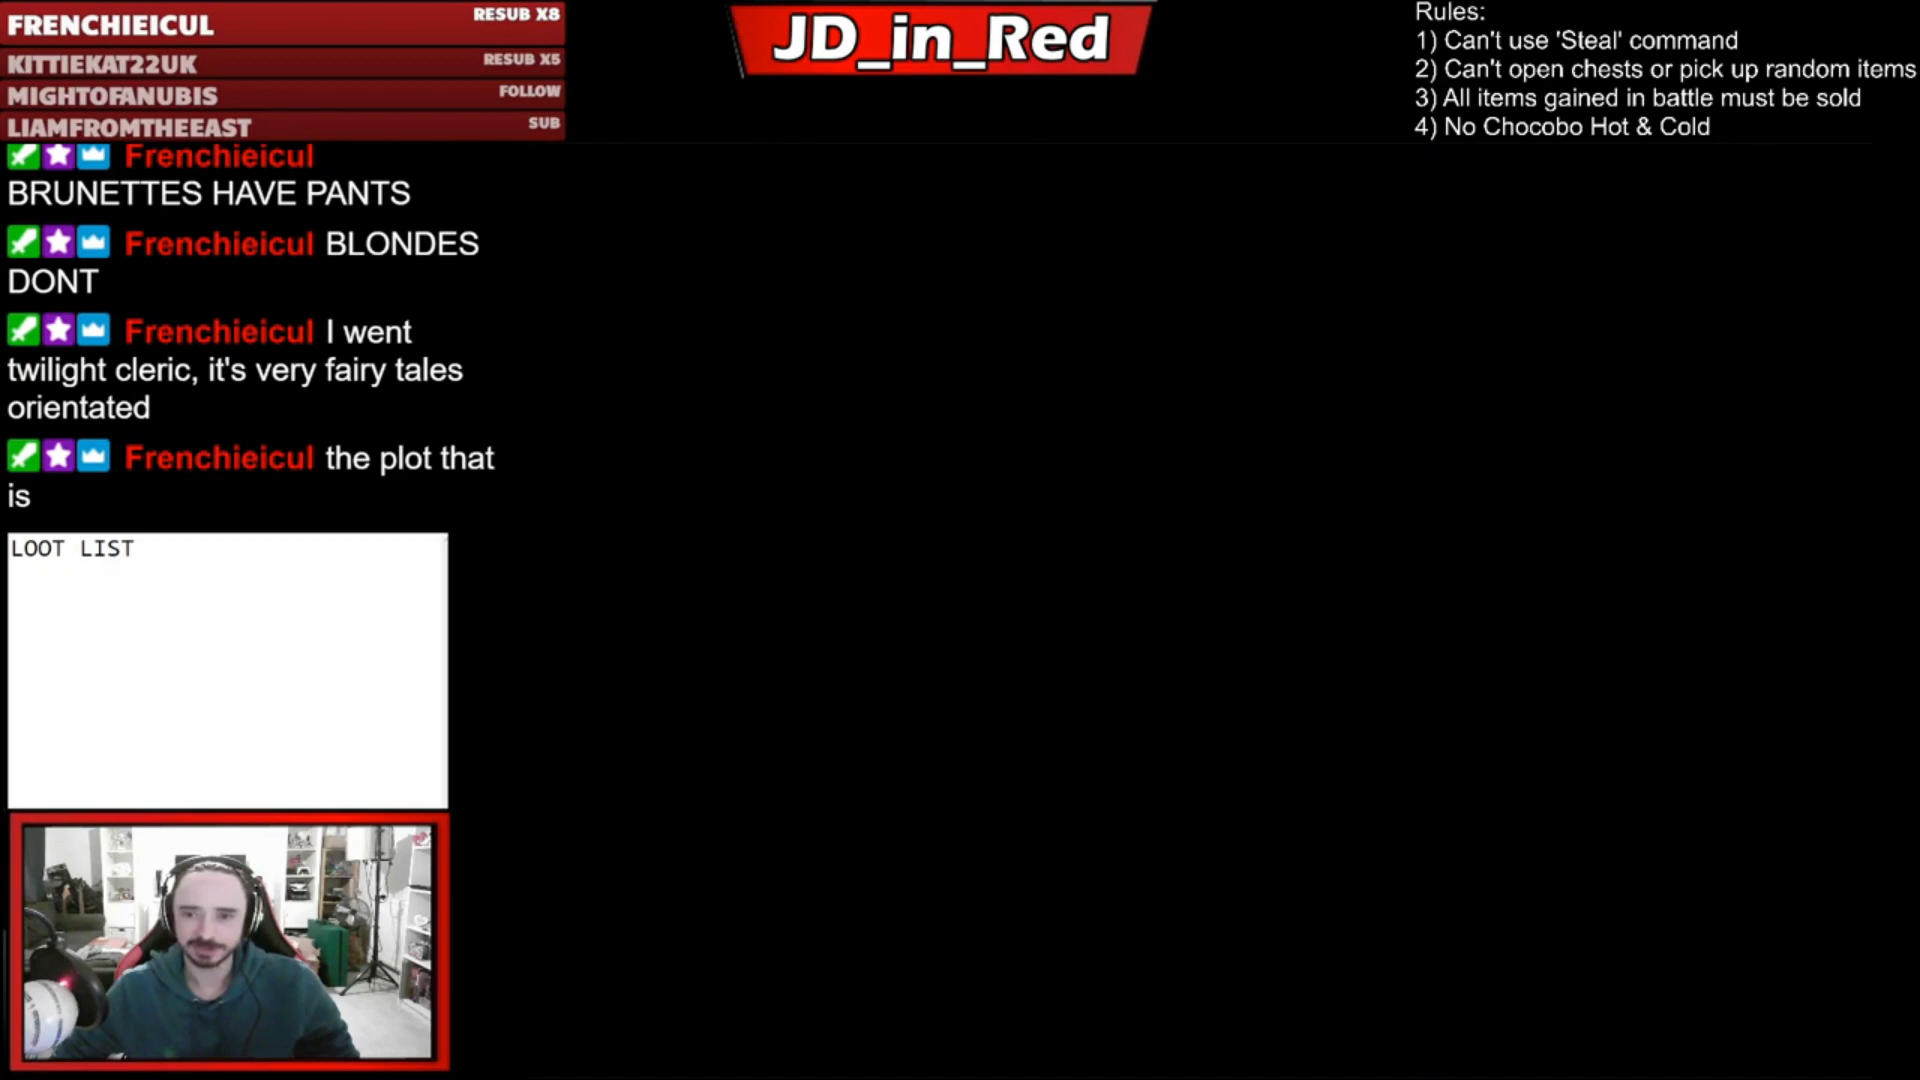 FRENCHIEICUL RESUB X8
KITTIEKAT22UK RESUB X5
MIGHTOFANUBIS FOLLOW
LIAMFROMTHEEAST SUB
Frenchieicul
BRUNETTES HAVE PANTS
Frenchieicul BLONDES
DONT
Frenchieicul I went
twilight cleric, it's very fairy tales
orientated
Frenchieicul the plot that
is
LOOT LIST
JD_in_Red
Rules:
1) Can't use 'Steal' command
2) Can't open chests or pick up random items
3) All items gained in battle must be sold
4) No Chocobo Hot & Cold